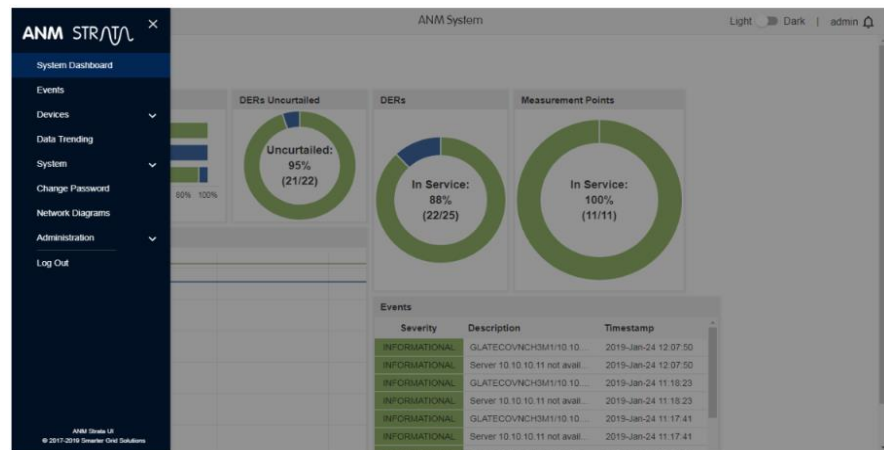 ANM STRATA
×
ANM System
Light Dark | admin
System Dashboard
Events
Devices
Data Trending
System
Change Password
Network Diagrams
Administration
Log Out
ANM Strata UI
© 2017-2019 Smarter Grid Solutions
60% 100%
DERs Uncurtailed
Uncurtailed:
95%
(21/22)
DERs
In Service:
88%
(22/25)
Measurement Points
In Service:
100%
(11/11)
Events
Severity Description Timestamp
INFORMATIONAL GLATECOVNCH3M1/10.10... 2019-Jan-24 12:07:50
INFORMATIONAL Server 10.10.10.11 not avail... 2019-Jan-24 12:07:50
INFORMATIONAL GLATECOVNCH3M1/10.10... 2019-Jan-24 11:18:23
INFORMATIONAL Server 10.10.10.11 not avail... 2019-Jan-24 11:18:23
INFORMATIONAL GLATECOVNCH3M1/10.10... 2019-Jan-24 11:17:41
INFORMATIONAL Server 10.10.10.11 not avail... 2019-Jan-24 11:17:41